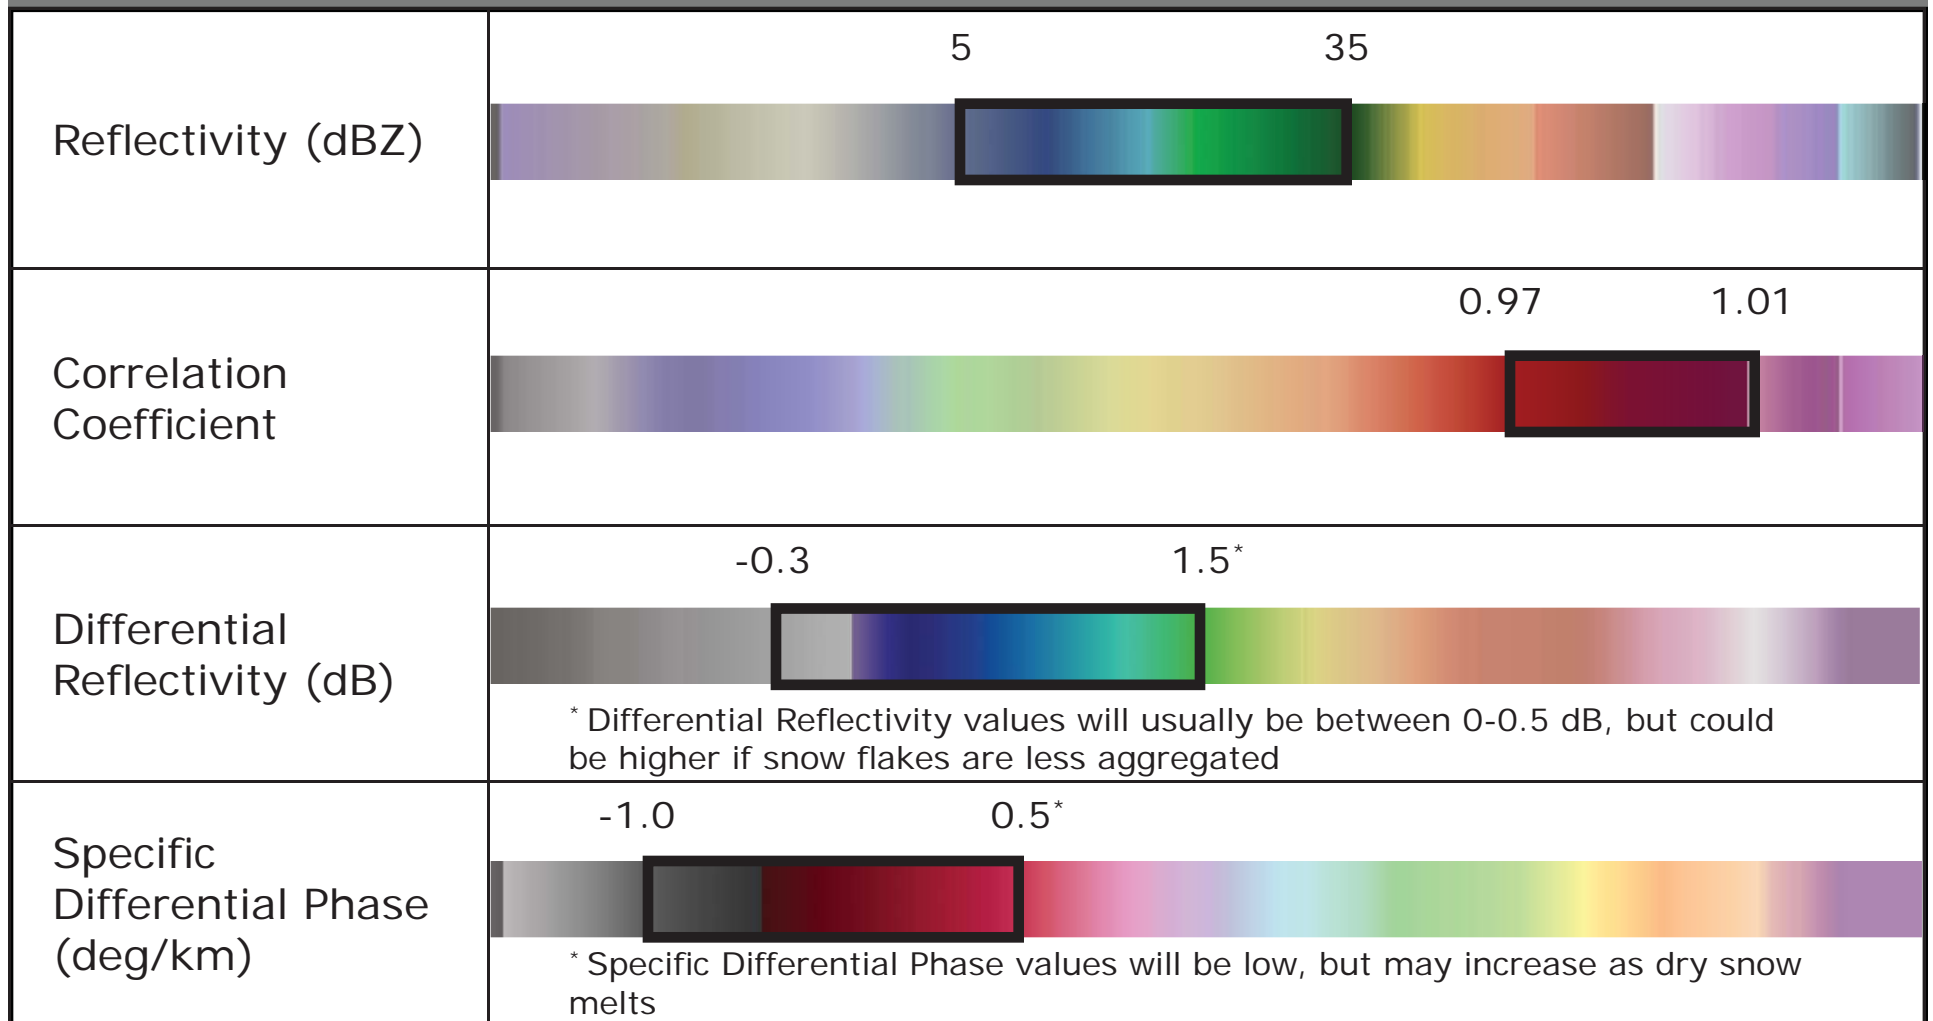 5 35
Reflectivity (dBZ)
0.97 1.01
Correlation
Coefficient
-0.3 1.5*
Differential
Reflectivity (dB)
* Differential Reflectivity values will usually be between 0-0.5 dB, but could
be higher if snow flakes are less aggregated
-1.0 0.5*
Specific
Differential Phase
(deg/km)
* Specific Differential Phase values will be low, but may increase as dry snow
melts